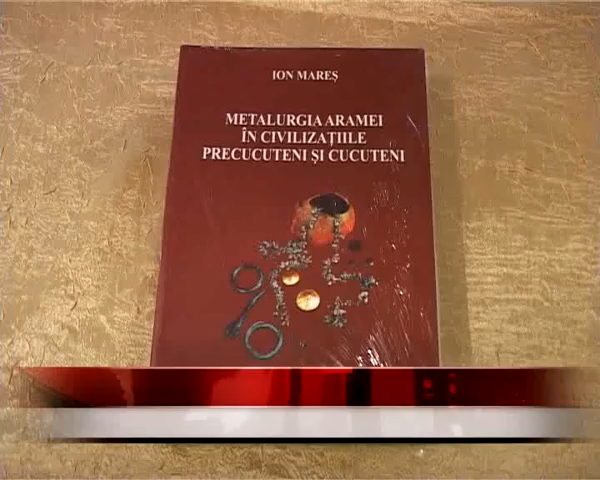 ION MAREȘ
METALURGIA ARAMEI
ÎN CIVILIZAȚIILE
PRECUCUTENI ȘI CUCUTENI